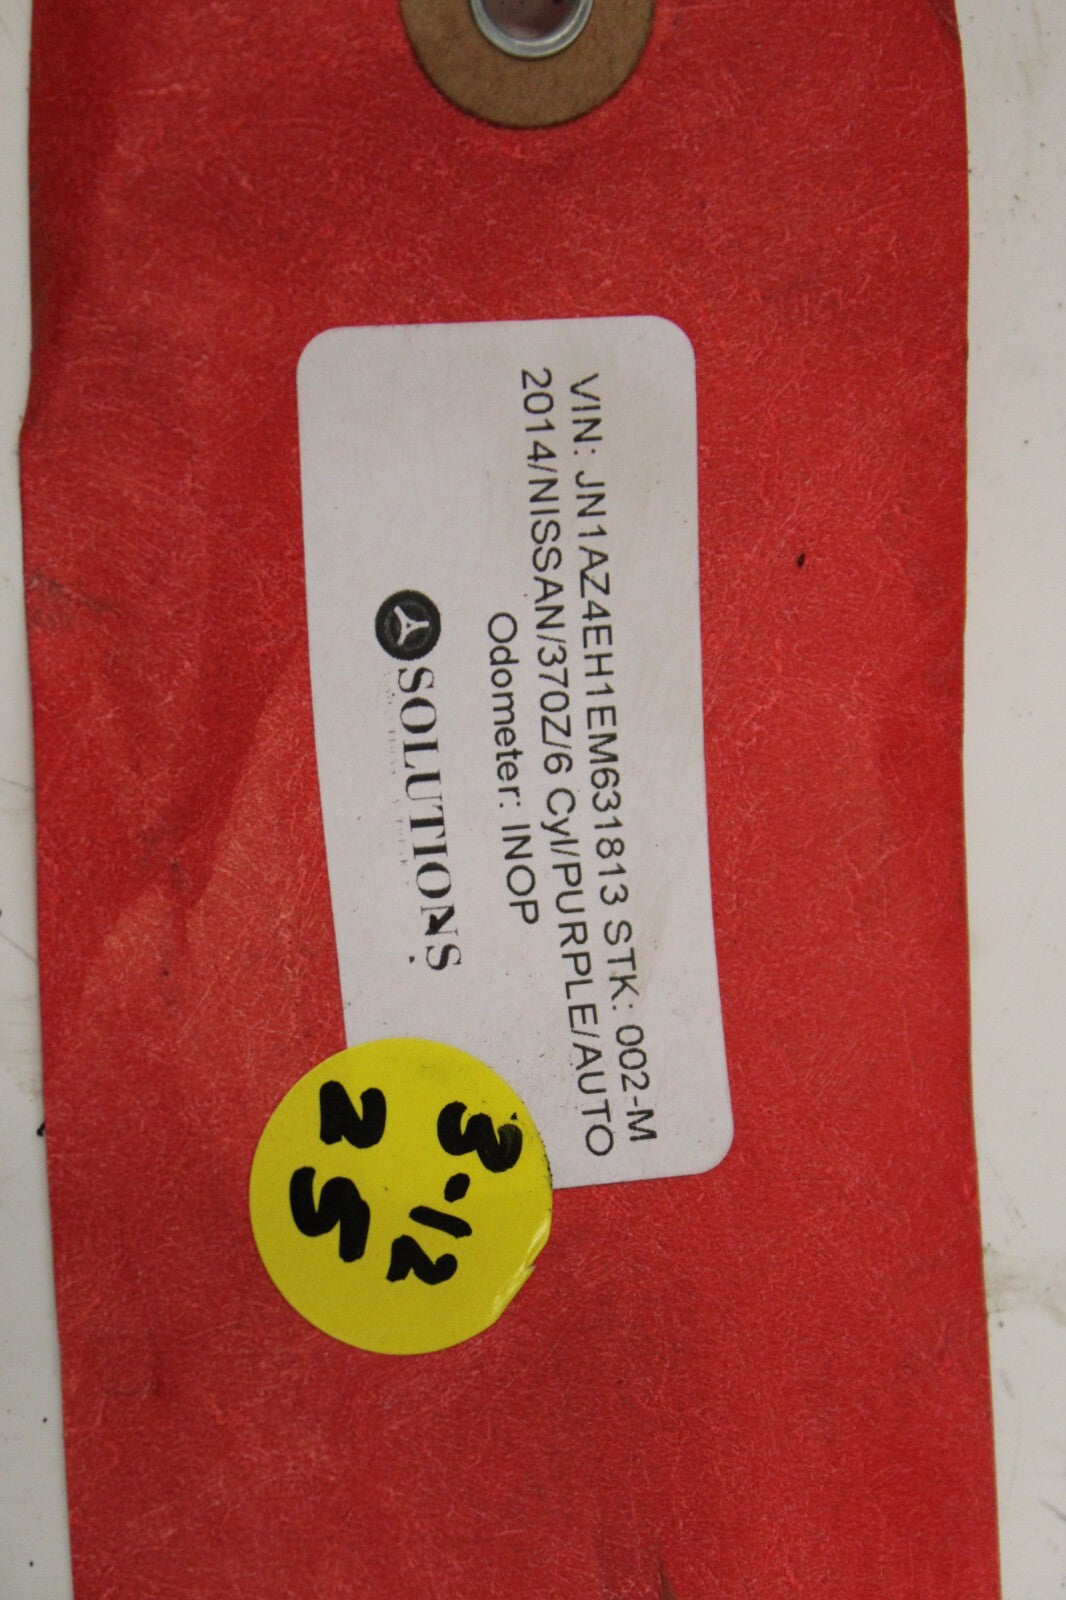 VIN: JN1AZ4EH1EM631813 STK: 002-M
2014/NISSAN/370Z/6 Cyl/PURPLE/AUTO
Odometer: INOP
SOLUTIONS
3-12
25